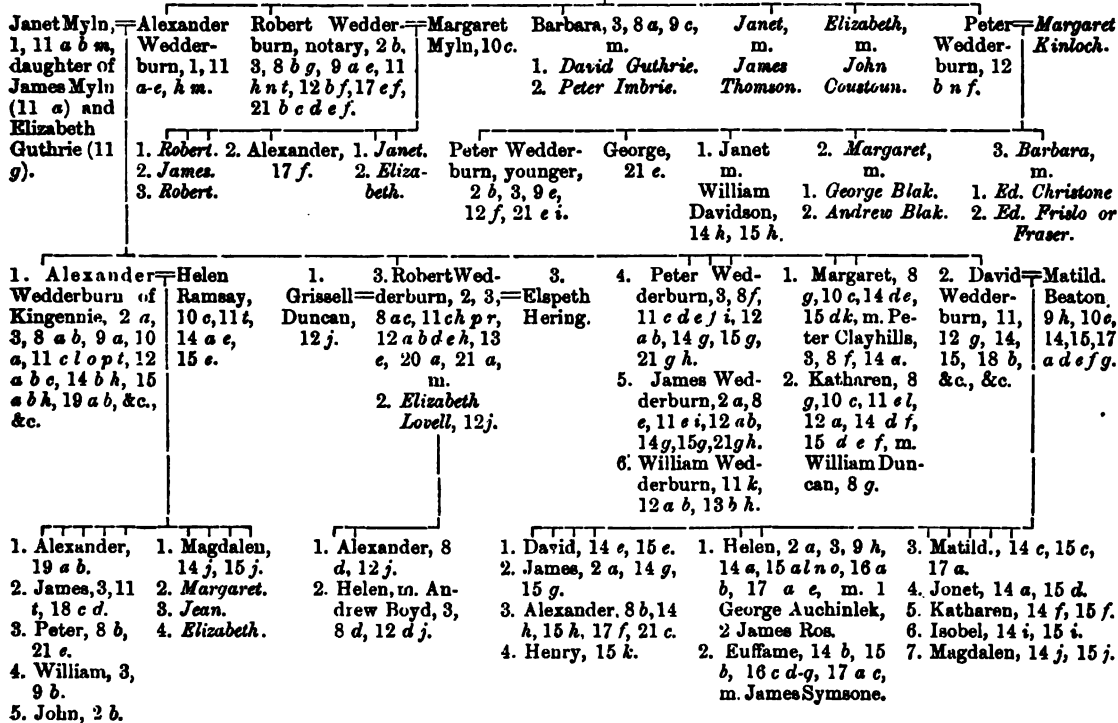 Janet Myln,
1, 11 a b m,
daughter of
James Myln
(11 a) and
Elizabeth
Guthrie (11
g).
Alexander
Wedder-
burn, 1, 11
a-e, h m.
Robert Wedder-
burn, notary, 2 b,
3, 8 b g, 9 a e, 11
h n t, 12 b f, 17 e f,
21 b c d e f.
Margaret
Myln, 10 c.
Barbara, 3, 8 a, 9 c,
m.
1. David Guthrie.
2. Peter Imbrie.
Janet,
m.
James
Thomson.
Elizabeth,
m.
John
Coustoun.
Peter
Wedder-
burn, 12
b n f.
Margaret
Kinloch.
1. Robert.
2. James.
3. Robert.
2. Alexander,
17 f.
1. Janet.
2. Eliza-
beth.
Peter Wedder-
burn, younger,
2 b, 3, 9 e,
12 f, 21 e i.
George,
21 e.
1. Janet
m.
William
Davidson,
14 h, 15 h.
2. Margaret,
m.
1. George Blak.
2. Andrew Blak.
3. Barbara,
m.
1. Ed. Christone
2. Ed. Frislo or
Fraser.
1. Alexander
Wedderburn of
Kingennie, 2 a,
3, 8 a b, 9 a, 10
a, 11 c l o p t, 12
a b c, 14 b h, 15
a b h, 19 a b, &c.,
&c.
Helen
Ramsay,
10 c, 11 t,
14 a e,
15 e.
1.
Grissell
Duncan,
12 j.
3. Robert Wed-
derburn, 2, 3,
8 a c, 11 c h p r,
12 a b d e h, 13
e, 20 a, 21 a,
m.
2. Elizabeth
Lovell, 12 j.
3.
Elspeth
Hering.
4. Peter Wed-
derburn, 3, 8 f,
11 c d e j i, 12
a b, 14 g, 15 g,
21 g h.
5. James Wed-
derburn, 2 a, 8
e, 11 e i, 12 a b,
14 g, 15 g, 21 g h.
6. William Wed-
derburn, 11 k,
12 a b, 13 b h.
1. Margaret, 8
g, 10 c, 14 d e,
15 d k, m. Pe-
ter Clayhills,
3, 8 f, 14 a.
2. Katharen, 8
g, 10 c, 11 e l,
12 a, 14 d f,
15 d e f, m.
William Dun-
can, 8 g.
2. David
Wedder-
burn, 11,
12 g, 14,
15, 18 b,
&c., &c.
Matild.
Beaton,
9 h, 10 e,
14, 15, 17
a d e f g.
1. Alexander,
19 a b.
2. James, 3, 11
t, 18 c d.
3. Peter, 8 b,
21 e.
4. William, 3,
9 b.
5. John, 2 b.
1. Magdalen,
14 j, 15 j.
2. Margaret.
3. Jean.
4. Elizabeth.
1. Alexander, 8
d, 12 j.
2. Helen, m. An-
drew Boyd, 3,
8 d, 12 d j.
1. David, 14 e, 15 e.
2. James, 2 a, 14 g,
15 g.
3. Alexander, 8 b, 14
h, 15 h, 17 f, 21 c.
4. Henry, 15 k.
1. Helen, 2 a, 3, 9 h,
14 a, 15 a l n o, 16 a
b, 17 a e, m. 1
George Auchinlek,
2 James Ros.
2. Euffame, 14 b, 15
b, 16 c d-g, 17 a c,
m. James Symsone.
3. Matild., 14 c, 15 c,
17 a.
4. Jonet, 14 a, 15 d.
5. Katharen, 14 f, 15 f.
6. Isobel, 14 i, 15 i.
7. Magdalen, 14 j, 15 j.